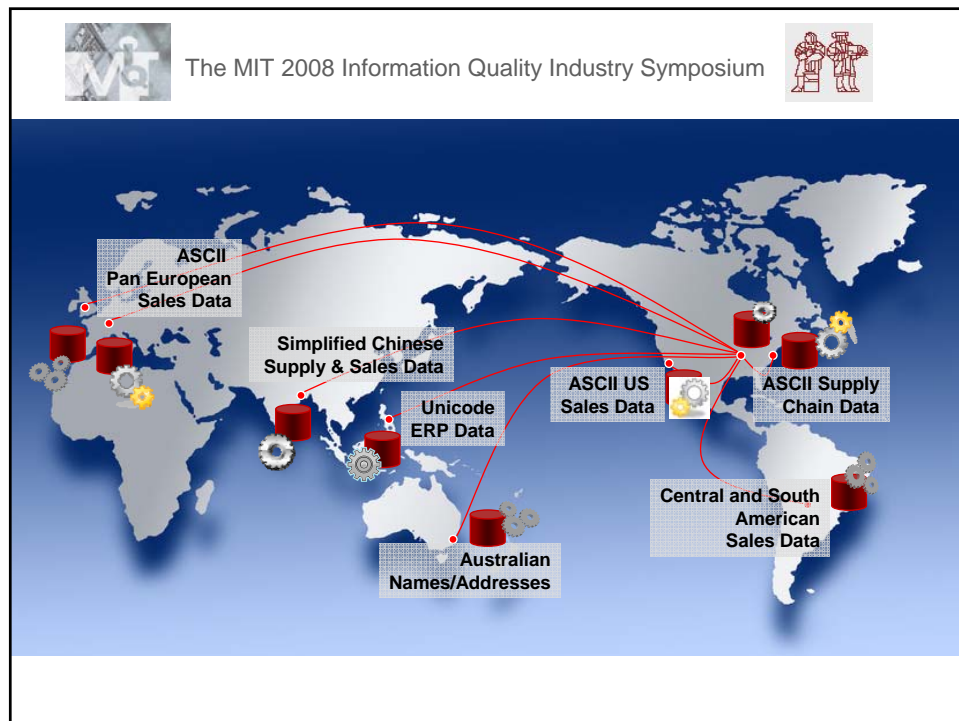 The MIT 2008 Information Quality Industry Symposium
ASCII
Pan European
Sales Data
Simplified Chinese
Supply & Sales Data
Unicode
ERP Data
ASCII US
Sales Data
ASCII Supply
Chain Data
Central and South
American
Sales Data
Australian
Names/Addresses